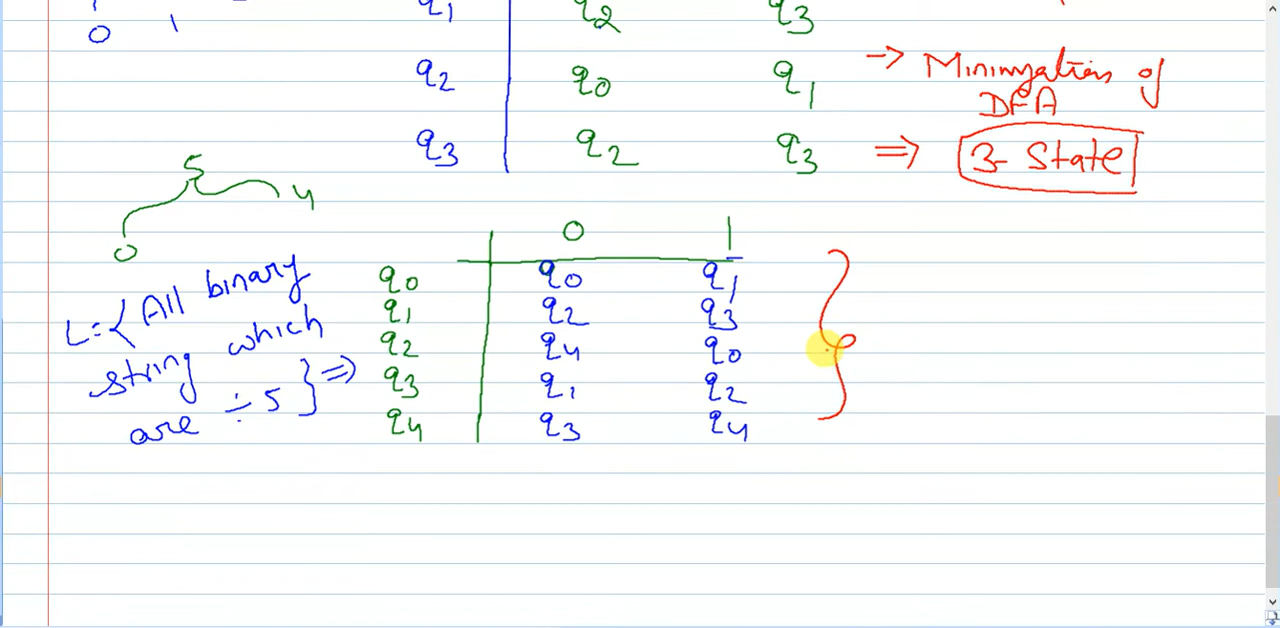 0 1 q1 q2 q3
q2 q0 q1 → Minimzation of
DFA
q3 q2 q3 ⇒ 3- State
5
0 4
0 1
q0 q0 q1
q1 q2 q3
q2 q4 q0
q3 q1 q2
q4 q3 q4
L={ All binary
string which
are ÷ 5 } ⇒